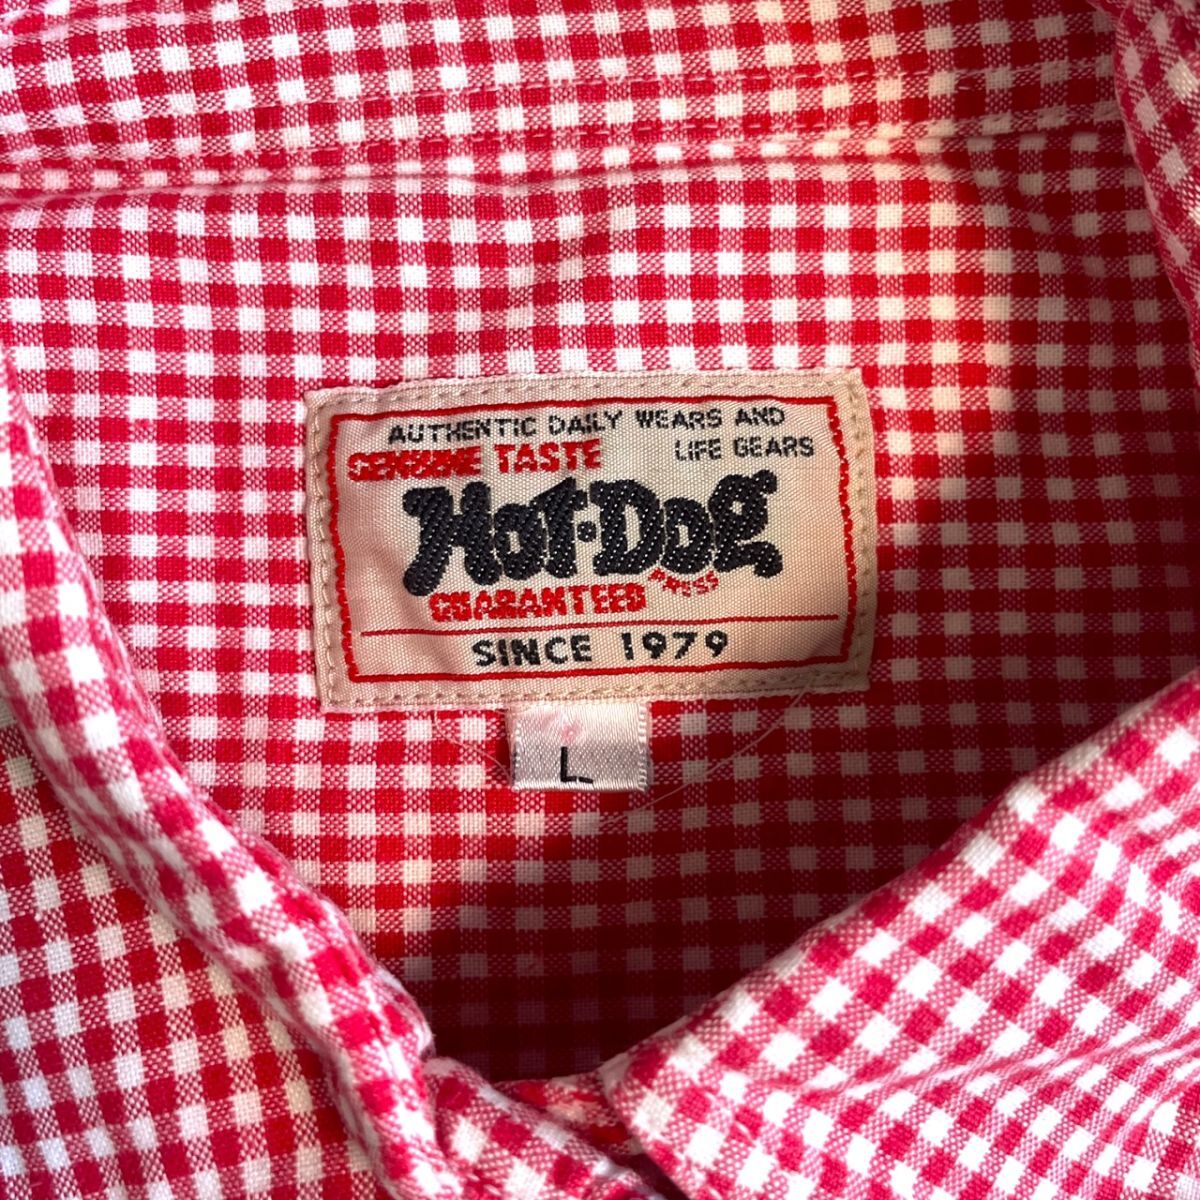 AUTHENTIC DAILY WEARS AND
LIFE GEARS
GENUINE TASTE
Hot-Dog
PRESS
GUARANTEED
SINCE 1979
L